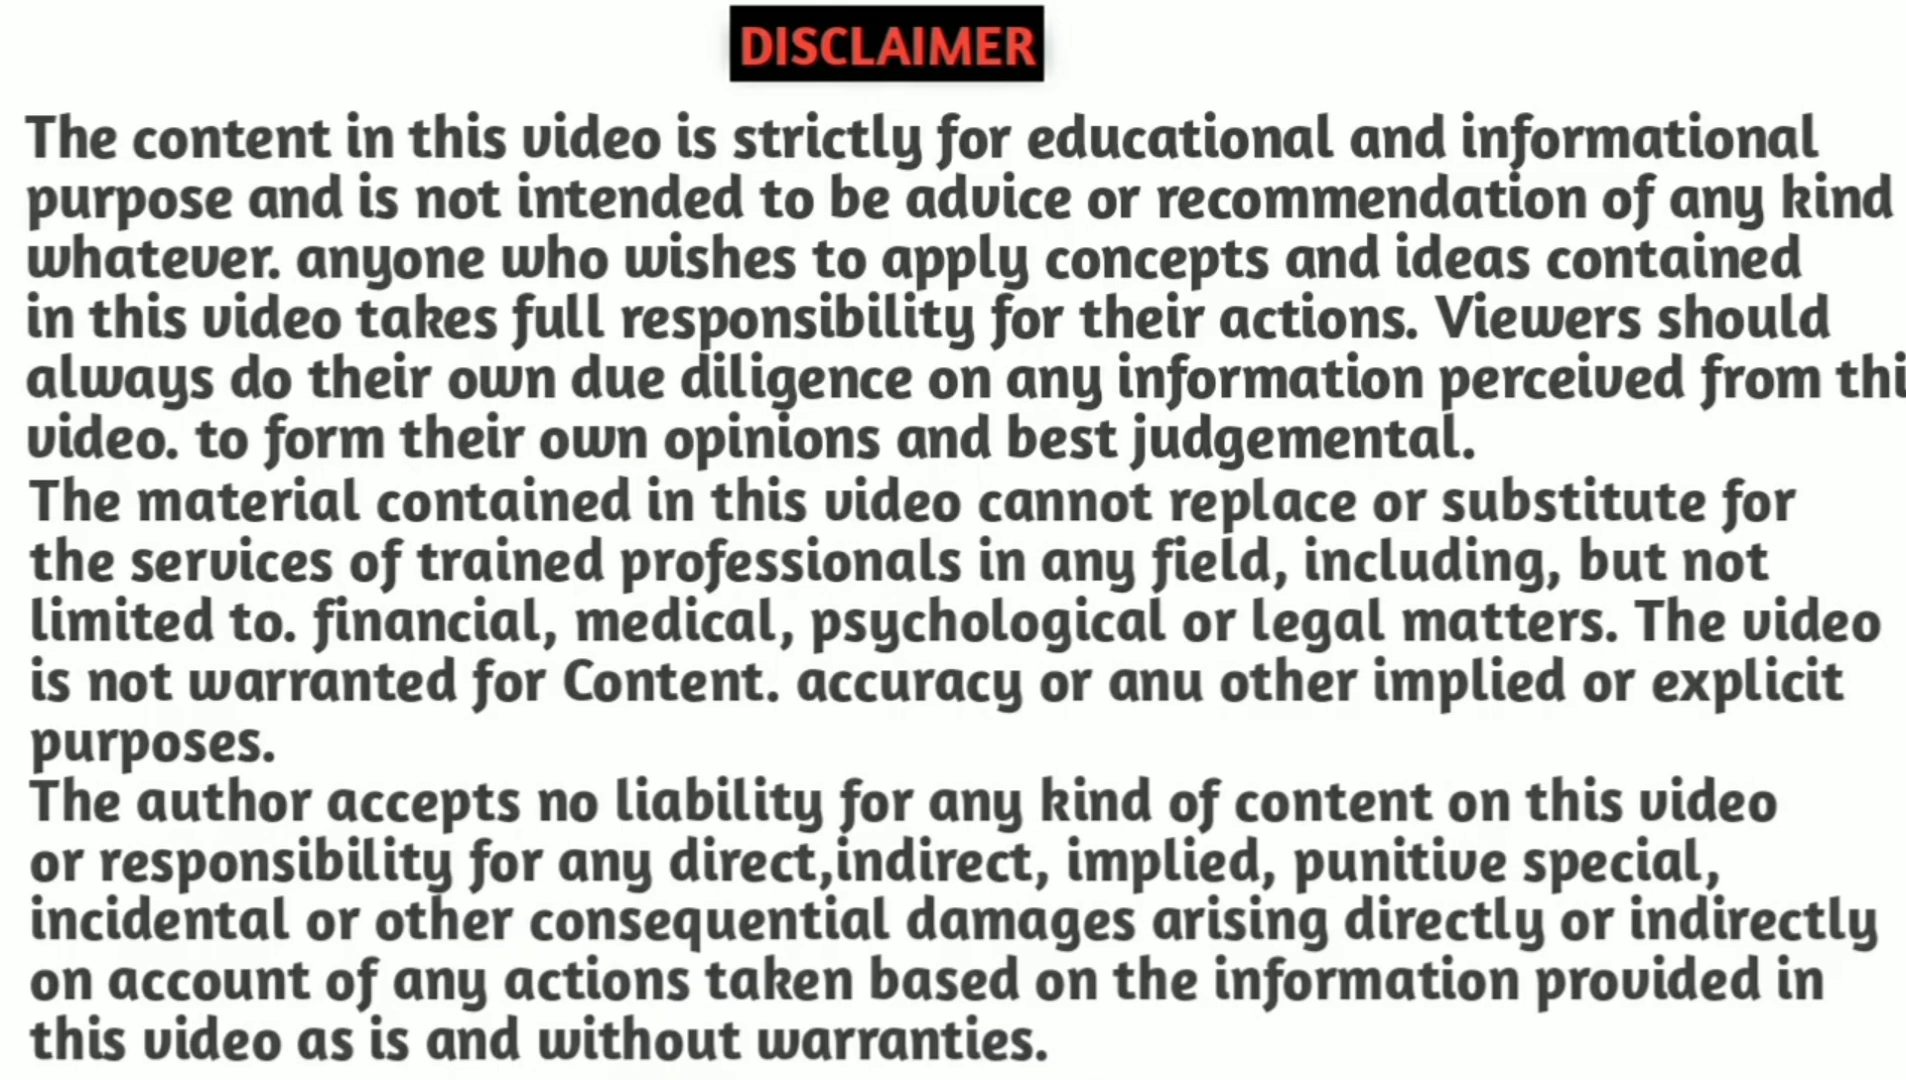 DISCLAIMER
The content in this video is strictly for educational and informational
purpose and is not intended to be advice or recommendation of any kind
whatever. anyone who wishes to apply concepts and ideas contained
in this video takes full responsibility for their actions. Viewers should
always do their own due diligence on any information perceived from thi
video. to form their own opinions and best judgemental.
The material contained in this video cannot replace or substitute for
the services of trained professionals in any field, including, but not
limited to. financial, medical, psychological or legal matters. The video
is not warranted for Content. accuracy or anu other implied or explicit
purposes.
The author accepts no liability for any kind of content on this video
or responsibility for any direct,indirect, implied, punitive special,
incidental or other consequential damages arising directly or indirectly
on account of any actions taken based on the information provided in
this video as is and without warranties.